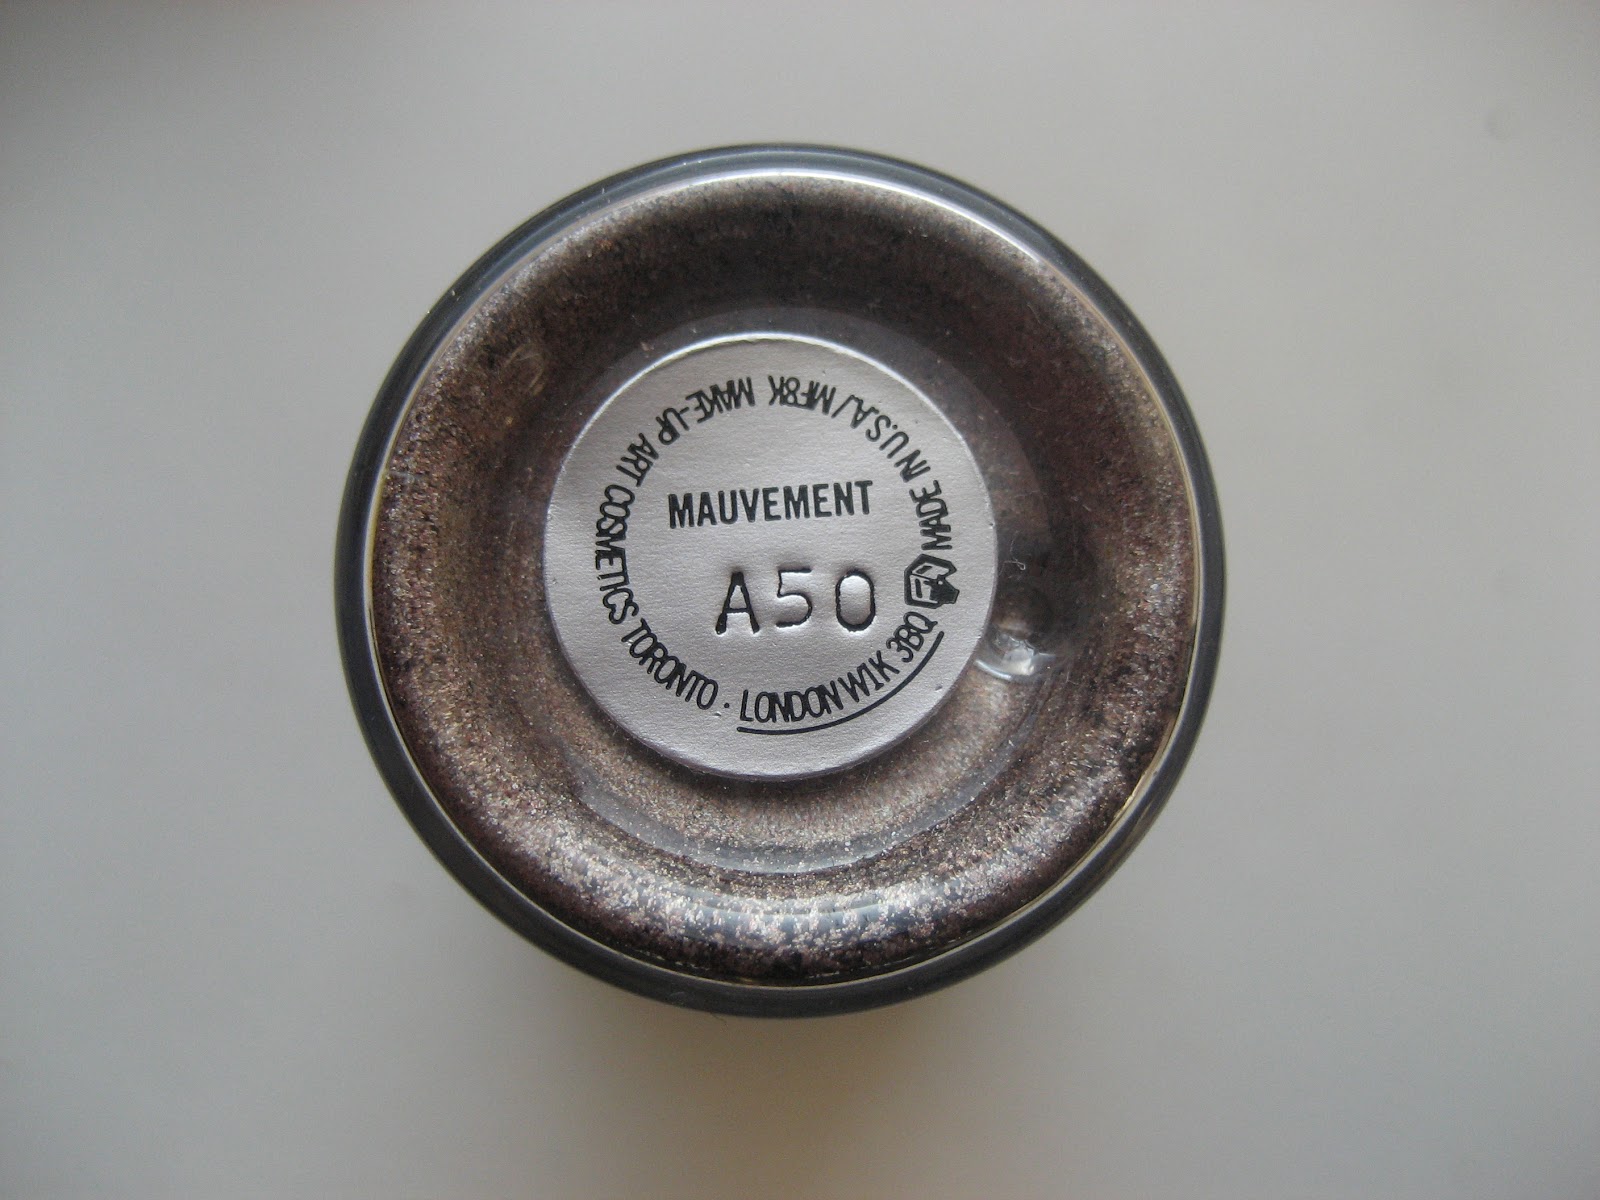 MAUVEMENT
A50
MAKE-UP ART COSMETICS TORONTO · LONDON W1K 3BQ
MADE IN U.S.A./ MF8K